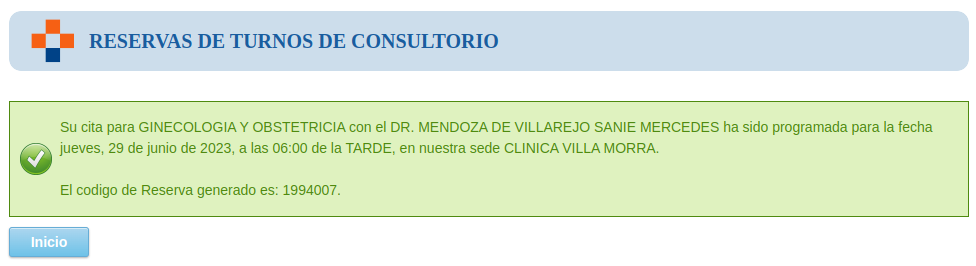 RESERVAS DE TURNOS DE CONSULTORIO
Su cita para GINECOLOGIA Y OBSTETRICIA con el DR. MENDOZA DE VILLAREJO SANIE MERCEDES ha sido programada para la fecha
jueves, 29 de junio de 2023, a las 06:00 de la TARDE, en nuestra sede CLINICA VILLA MORRA.
El codigo de Reserva generado es: 1994007.
Inicio